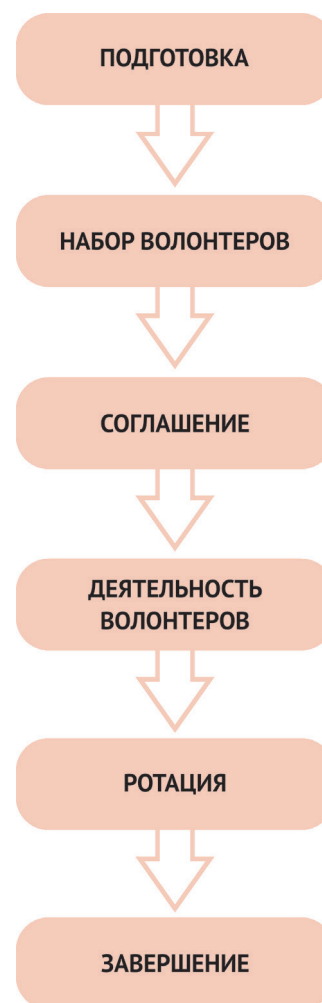 ПОДГОТОВКА
НАБОР ВОЛОНТЕРОВ
СОГЛАШЕНИЕ
ДЕЯТЕЛЬНОСТЬ
ВОЛОНТЕРОВ
РОТАЦИЯ
ЗАВЕРШЕНИЕ